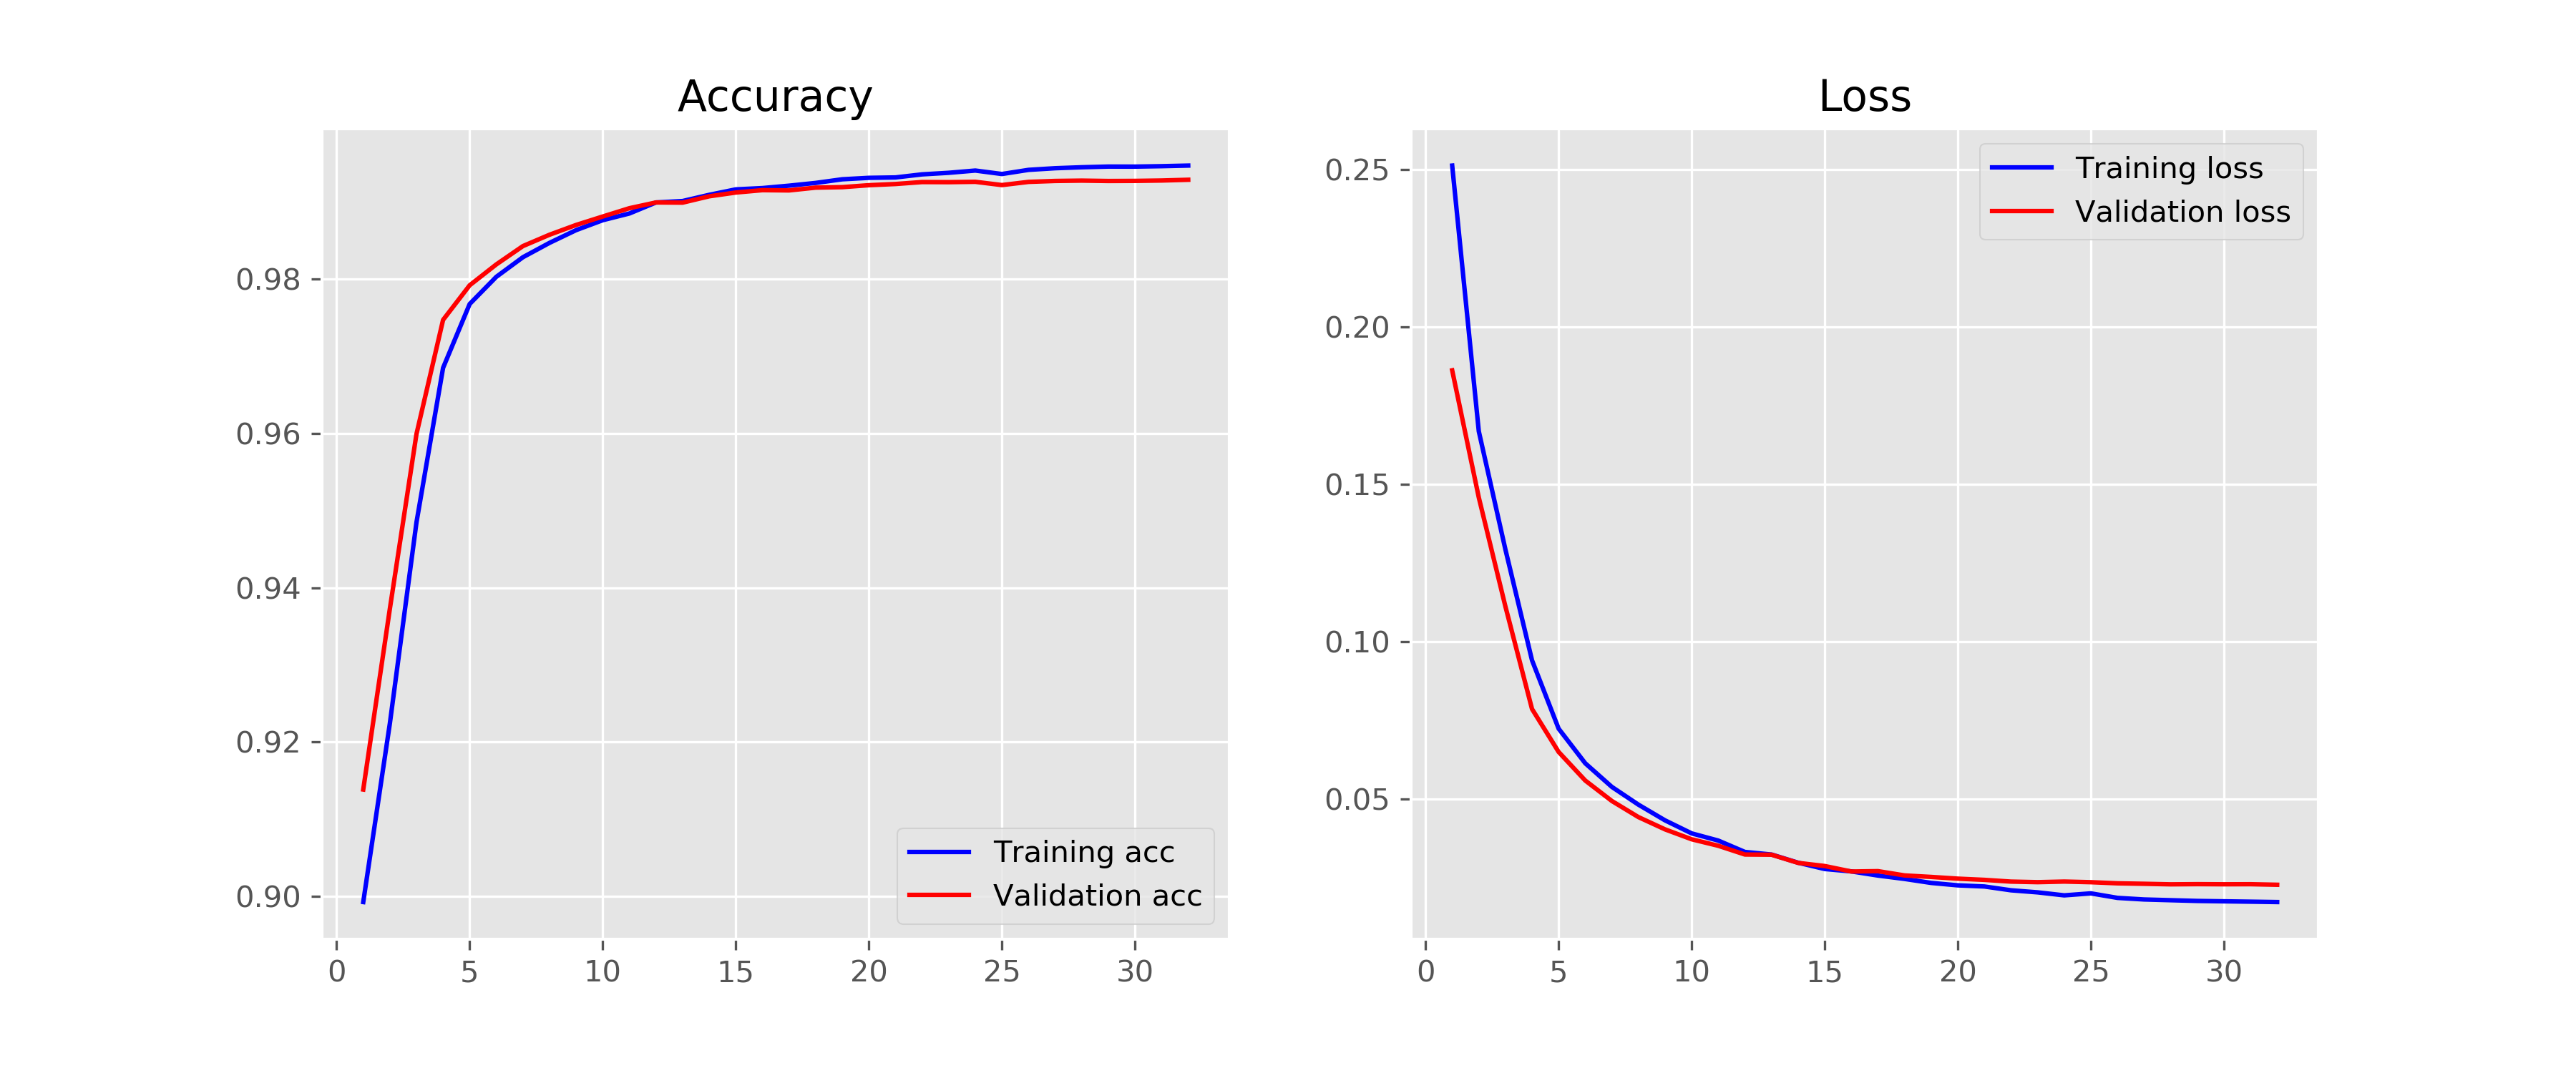 Accuracy
0.98
0.96
0.94
0.92
0.90
0 5 10 15 20 25 30
Training acc
Validation acc
Loss
0.25
0.20
0.15
0.10
0.05
0 5 10 15 20 25 30
Training loss
Validation loss